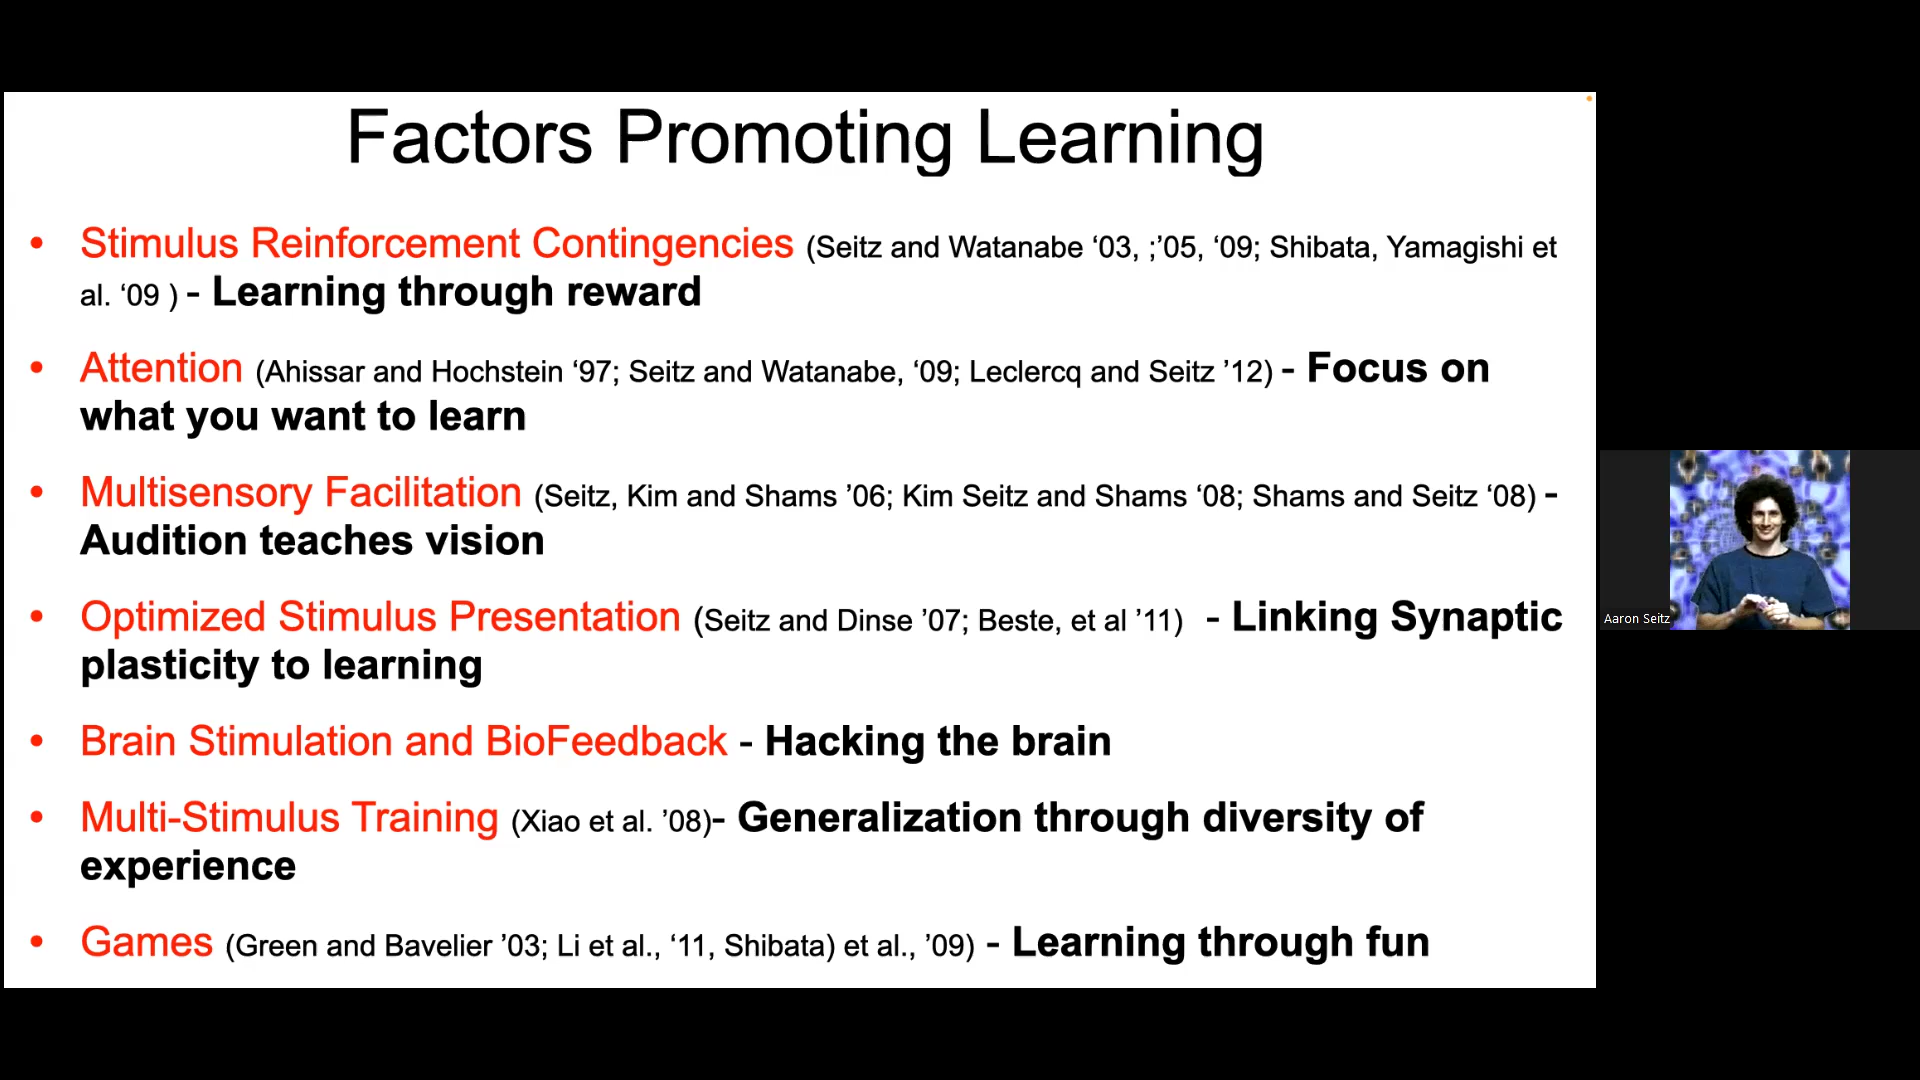 Factors Promoting Learning
• Stimulus Reinforcement Contingencies (Seitz and Watanabe ‘03, ;’05, ‘09; Shibata, Yamagishi et
al. ‘09 ) - Learning through reward
• Attention (Ahissar and Hochstein ‘97; Seitz and Watanabe, ‘09; Leclercq and Seitz ’12) - Focus on
what you want to learn
• Multisensory Facilitation (Seitz, Kim and Shams ’06; Kim Seitz and Shams ‘08; Shams and Seitz ‘08) -
Audition teaches vision
• Optimized Stimulus Presentation (Seitz and Dinse ’07; Beste, et al ’11) - Linking Synaptic
plasticity to learning
• Brain Stimulation and BioFeedback - Hacking the brain
• Multi-Stimulus Training (Xiao et al. ’08)- Generalization through diversity of
experience
• Games (Green and Bavelier ’03; Li et al., ‘11, Shibata) et al., ’09) - Learning through fun
Aaron Seitz